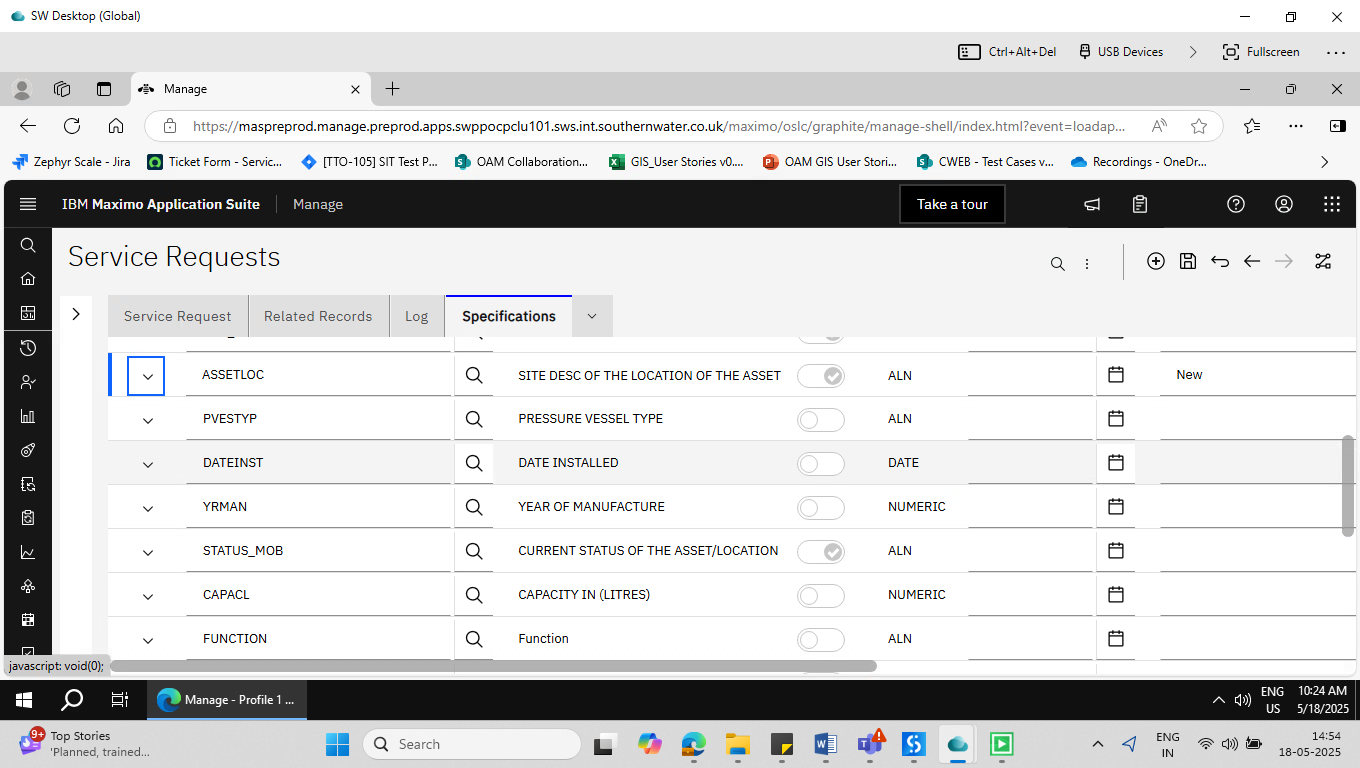 SW Desktop (Global)
Ctrl+Alt+Del USB Devices Fullscreen
Manage
https://maspreprod.manage.preprod.apps.swppocpclu101.sws.int.southernwater.co.uk/maximo/oslc/graphite/manage-shell/index.html?event=loadap...
Zephyr Scale - Jira Ticket Form - Servic... [TTO-105] SIT Test P... OAM Collaboration... GIS_User Stories v0.... OAM GIS User Stori... CWEB - Test Cases v... Recordings - OneDr...
IBM Maximo Application Suite Manage Take a tour
Service Requests
Service Request Related Records Log Specifications
ASSETLOC SITE DESC OF THE LOCATION OF THE ASSET ALN New
PVESTYP PRESSURE VESSEL TYPE ALN
DATEINST DATE INSTALLED DATE
YRMAN YEAR OF MANUFACTURE NUMERIC
STATUS_MOB CURRENT STATUS OF THE ASSET/LOCATION ALN
CAPACL CAPACITY IN (LITRES) NUMERIC
FUNCTION Function ALN
javascript: void(0);
Manage - Profile 1 ... ENG US 10:24 AM 5/18/2025
9+ Top Stories 'Planned, trained... Search ENG IN 14:54 18-05-2025